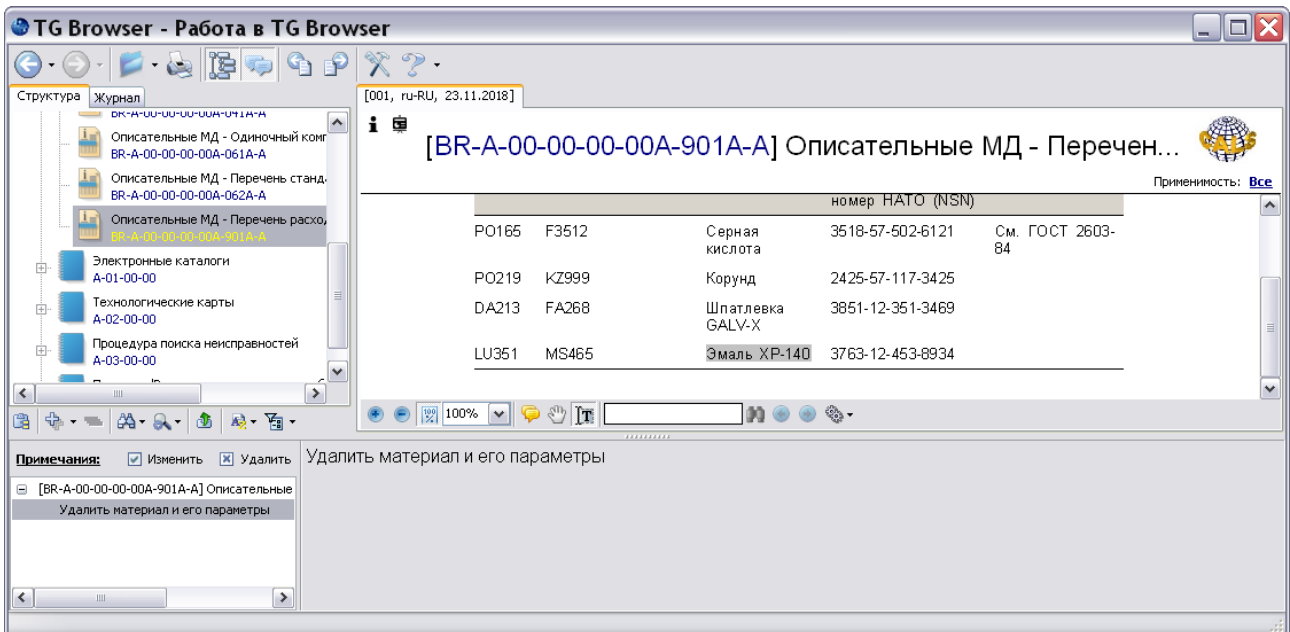 TG Browser - Работа в TG Browser
Структура
Журнал
[001, ru-RU, 23.11.2018]
BR-A-00-00-00-00A-041A-A
Описательные МД - Одиночный комп
BR-A-00-00-00-00A-061A-A
Описательные МД - Перечень станда
BR-A-00-00-00-00A-062A-A
Описательные МД - Перечень расход
BR-A-00-00-00-00A-901A-A
Электронные каталоги
A-01-00-00
Технологические карты
A-02-00-00
Процедура поиска неисправностей
A-03-00-00
[BR-A-00-00-00-00A-901A-A] Описательные МД - Перечен...
CALS
Применимость: Все
номер НАТО (NSN)
PO165 F3512 Серная 3518-57-502-6121 См. ГОСТ 2603-
кислота 84
PO219 KZ999 Корунд 2425-57-117-3425
DA213 FA268 Шпатлевка 3851-12-351-3469
GALV-X
LU351 MS465 Эмаль ХР-140 3763-12-453-8934
100%
Примечания: Изменить Удалить
[BR-A-00-00-00-00A-901A-A] Описательные
Удалить материал и его параметры
Удалить материал и его параметры